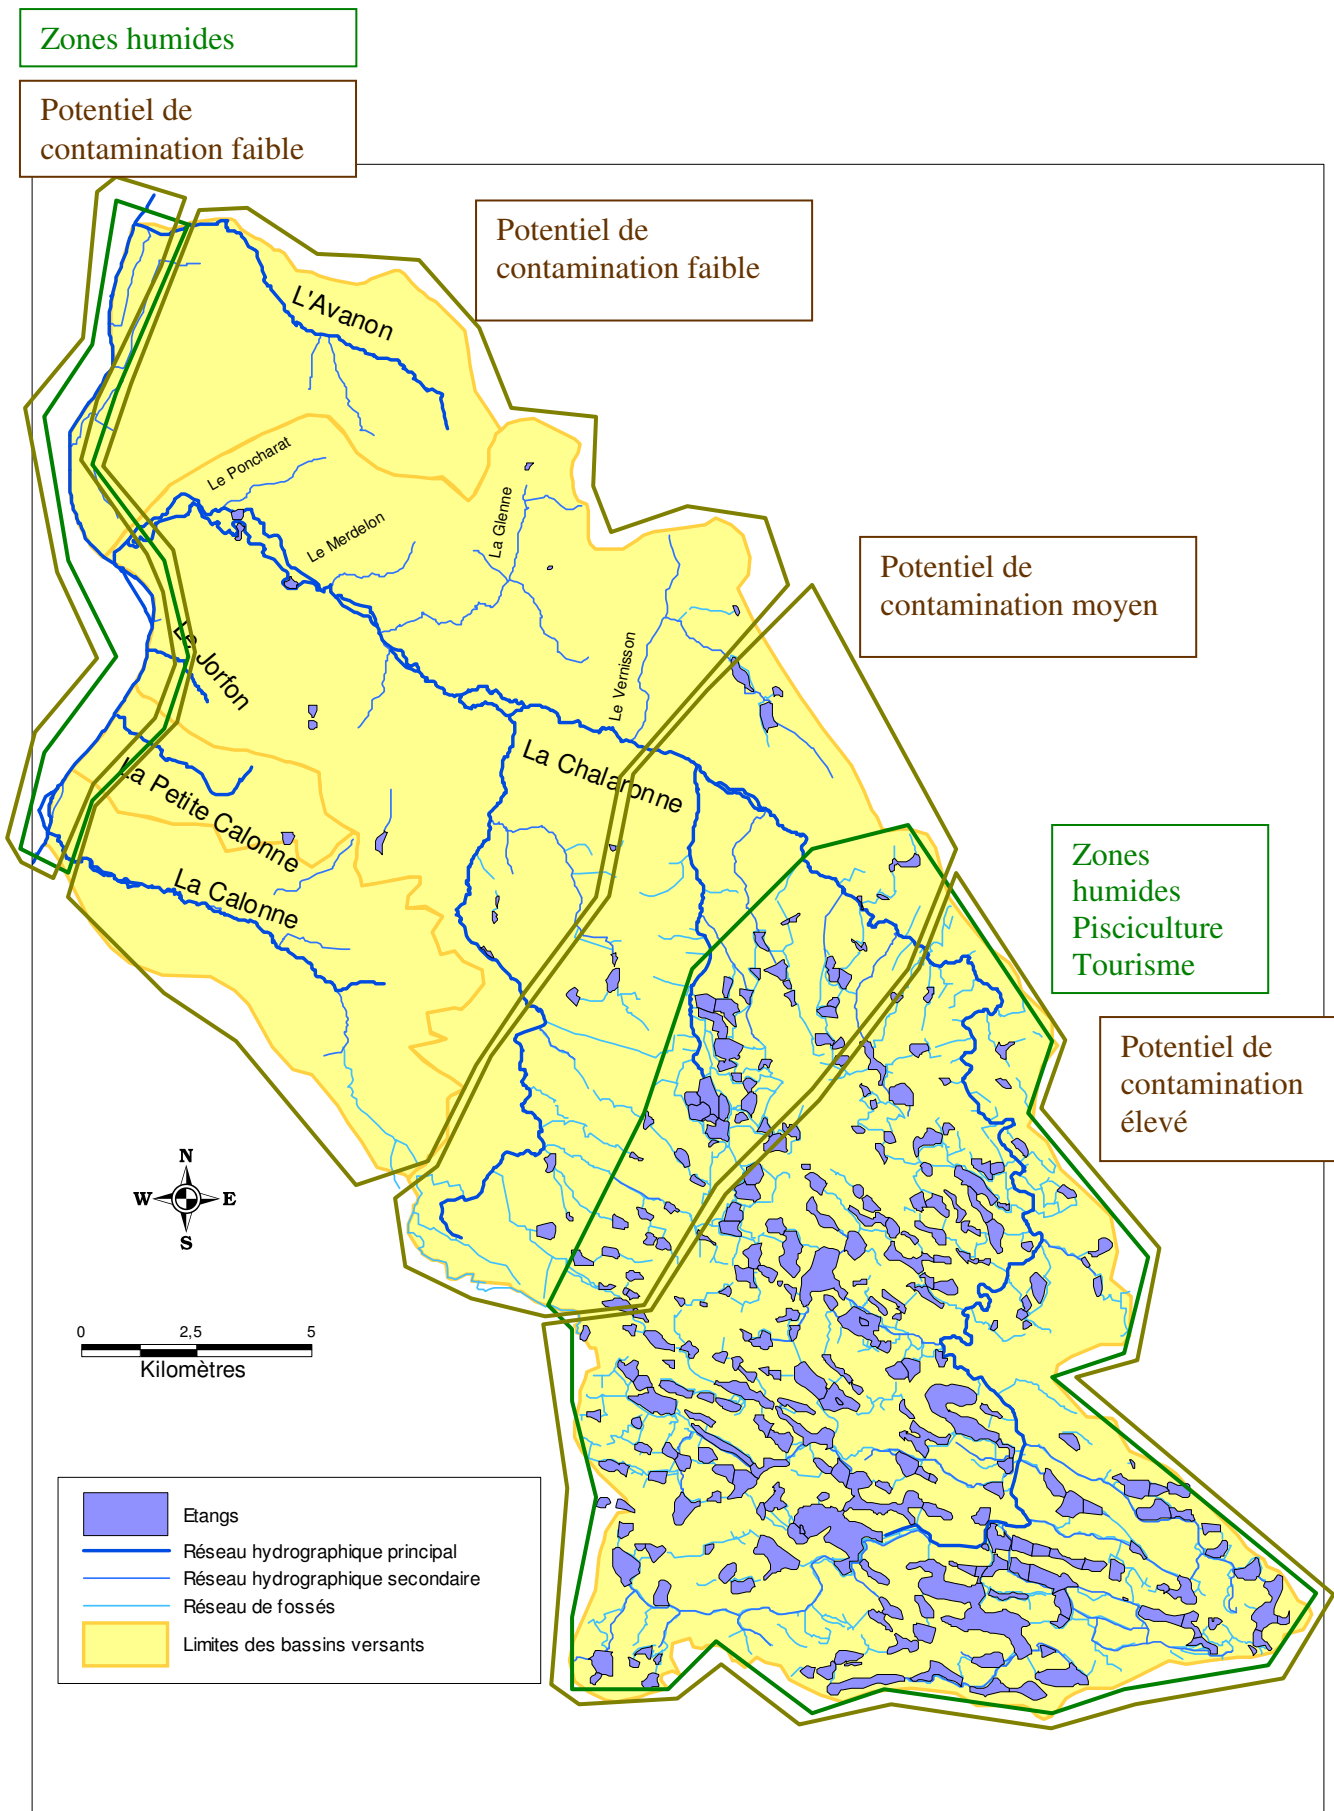 Zones humides
Potentiel de
contamination faible
Potentiel de
contamination faible
L'Avanon
Le Poncharat
Le Merdelon
La Glenne
Potentiel de
contamination moyen
Le Jorfon
Le Vernisson
La Chalaronne
La Petite Calonne
La Calonne
Zones
humides
Pisciculture
Tourisme
Potentiel de
contamination
élevé
N
W E
S
0 2,5 5
Kilomètres
Etangs
Réseau hydrographique principal
Réseau hydrographique secondaire
Réseau de fossés
Limites des bassins versants